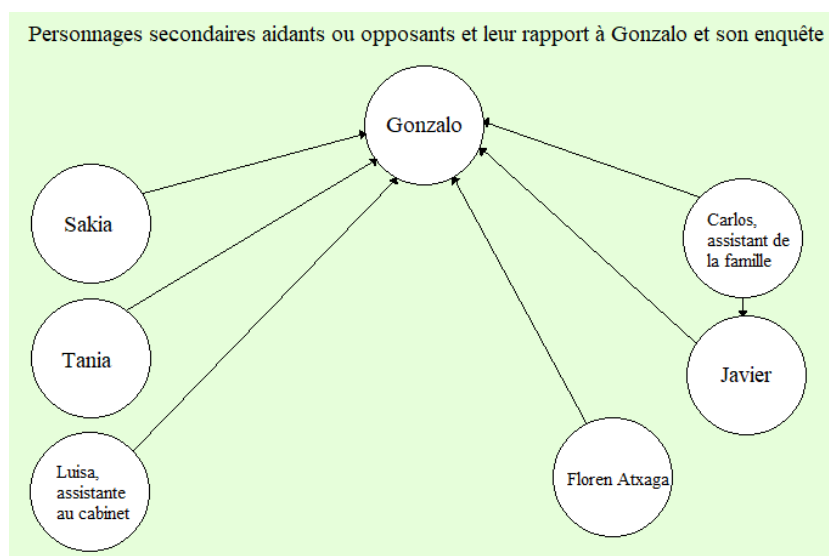 Personnages secondaires aidants ou opposants et leur rapport à Gonzalo et son enquête
Gonzalo
Sakia
Carlos,
assistant de
la famille
Tania
Javier
Luisa,
assistante
au cabinet
Floren Atxaga